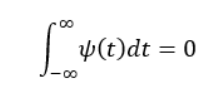 ∫_{-∞}^{∞} ψ(t)dt = 0